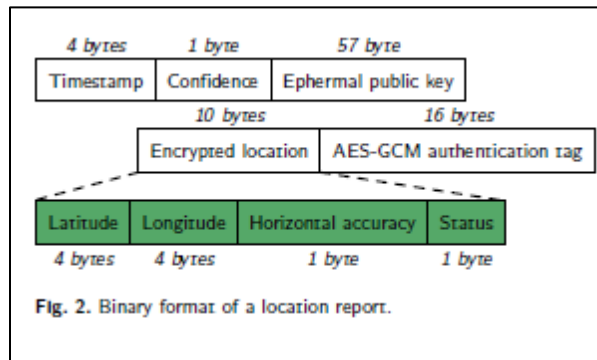 4 bytes 1 byte 57 byte
Timestamp Confidence Ephermal public key
10 bytes 16 bytes
Encrypted location AES-GCM authentication tag
Latitude Longitude Horizontal accuracy Status
4 bytes 4 bytes 1 byte 1 byte
Fig. 2. Binary format of a location report.